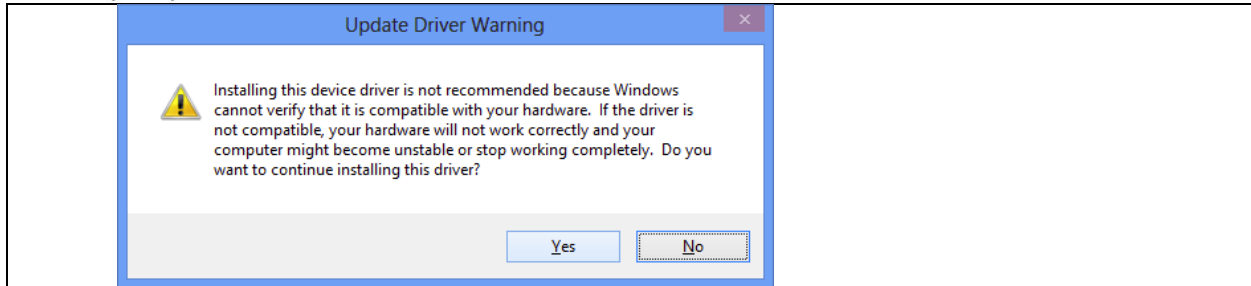 Update Driver Warning
Installing this device driver is not recommended because Windows
cannot verify that it is compatible with your hardware.  If the driver is
not compatible, your hardware will not work correctly and your
computer might become unstable or stop working completely.  Do you
want to continue installing this driver?
Yes
No